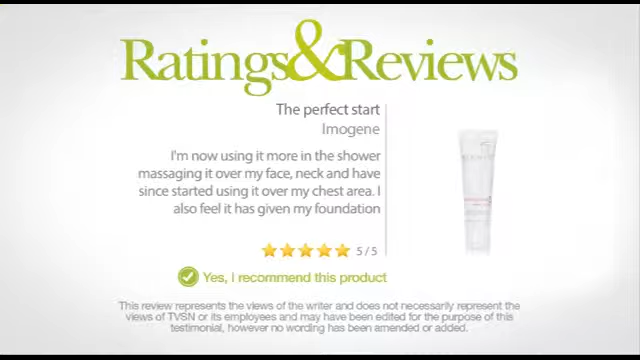 Ratings&Reviews
The perfect start
Imogene
I'm now using it more in the shower
massaging it over my face, neck and have
since started using it over my chest area. I
also feel it has given my foundation
5/5
Yes, I recommend this product
This review represents the views of the writer and does not necessarily represent the
views of TVSN or its employees and may have been edited for the purpose of this
testimonial, however no wording has been amended or added.